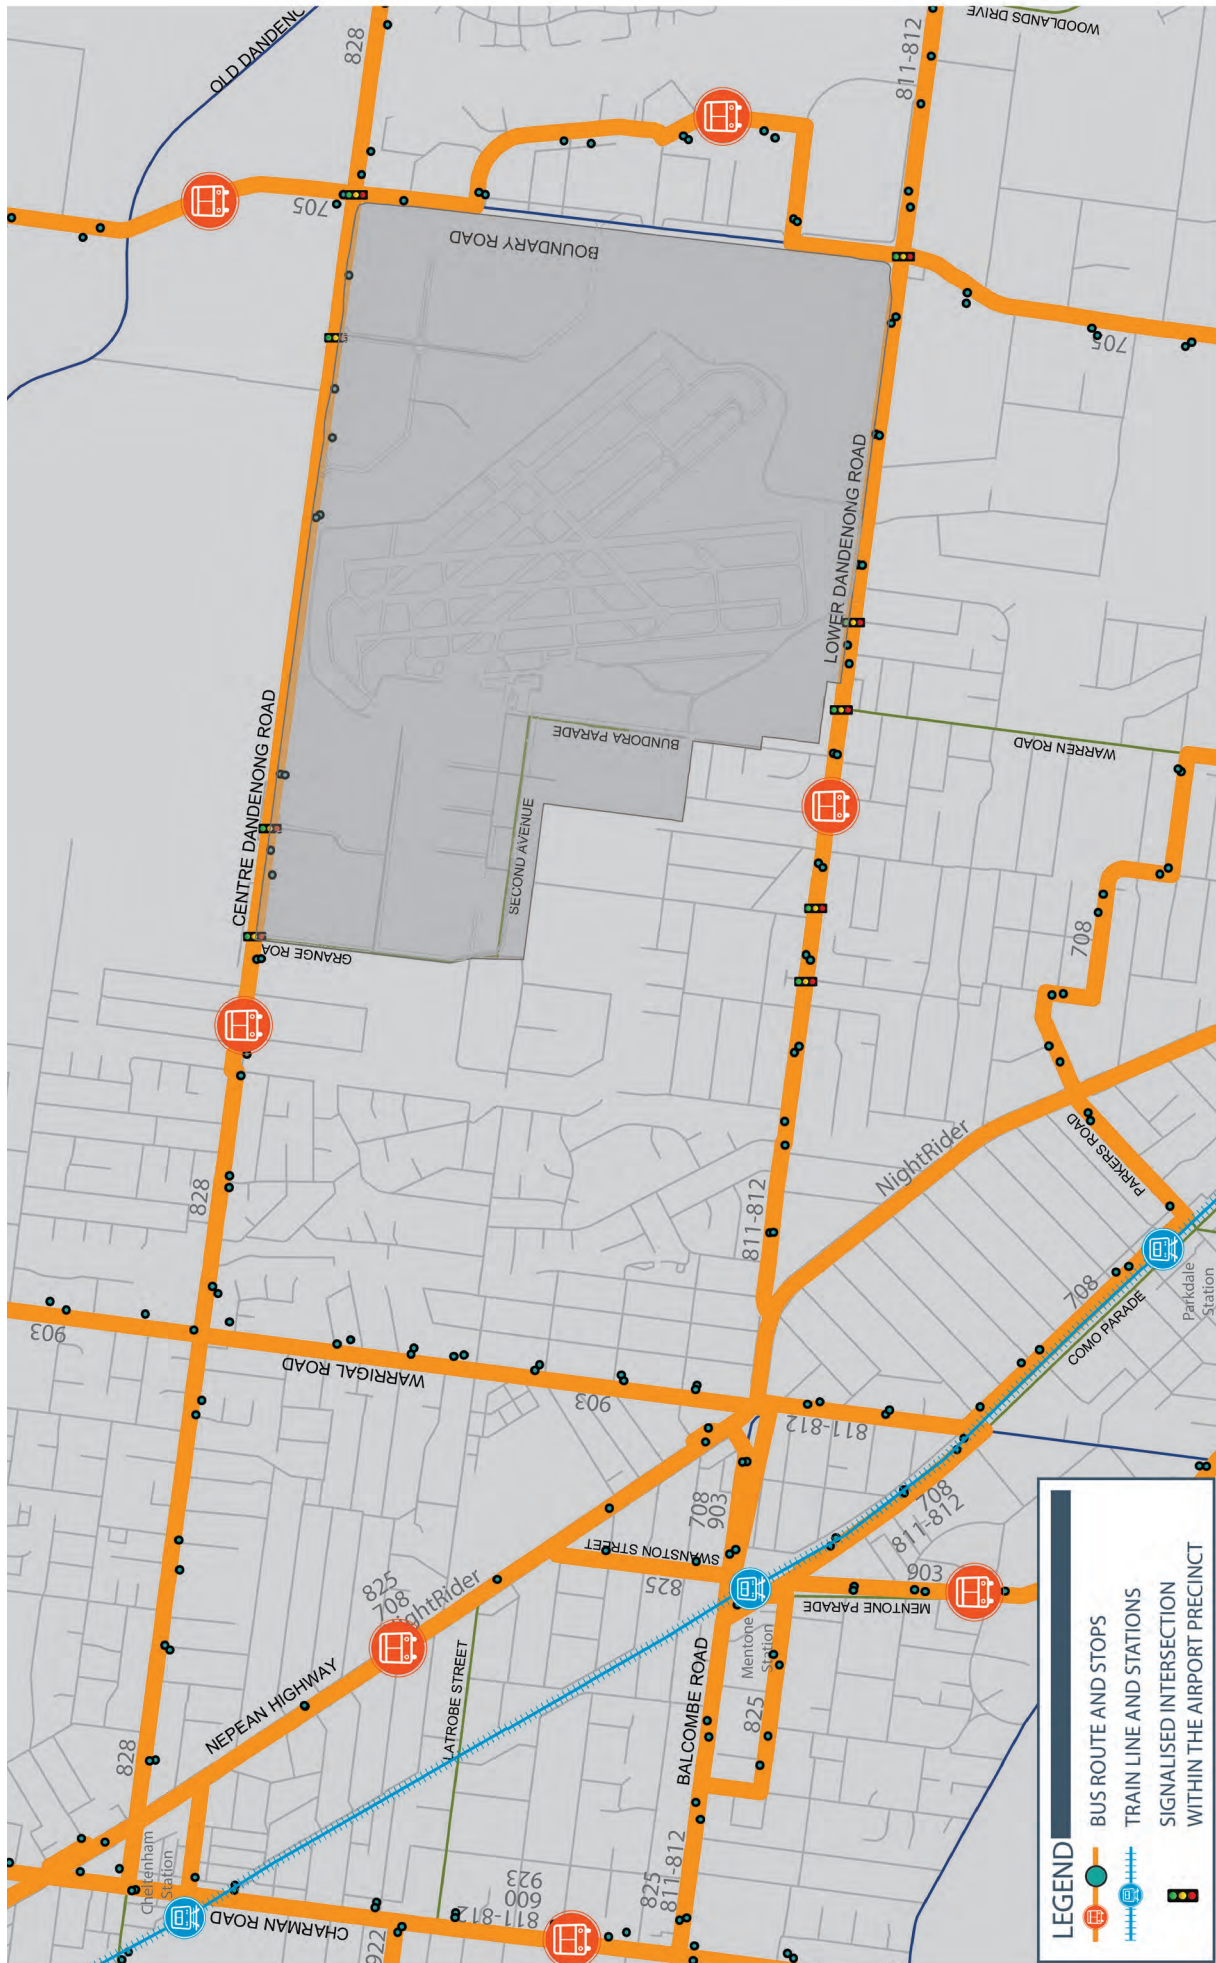 OLD DANDENC
828
811-812
WOODLANDS DRIVE
705
BOUNDARY ROAD
705
LOWER DANDENONG ROAD
CENTRE DANDENONG ROAD
BUNDORA PARADE
WARREN ROAD
SECOND AVENUE
GRANGE ROA
708
828
811-812
NightRider
PARKERS ROAD
903
WARRIGAL ROAD
903
811-812
708
COMO PARADE
Parkdale
Station
708
903
SWANSTON STREET
825
825
708
NightRider
708
811-812
903
MENTONE PARADE
Mentone
Station
NEPEAN HIGHWAY
LATROBE STREET
BALCOMBE ROAD
825
828
Cheltenham
Station
CHARMAN ROAD
922
811-812
600
923
825
811-812
LEGEND
BUS ROUTE AND STOPS
TRAIN LINE AND STATIONS
SIGNALISED INTERSECTION
WITHIN THE AIRPORT PRECINCT